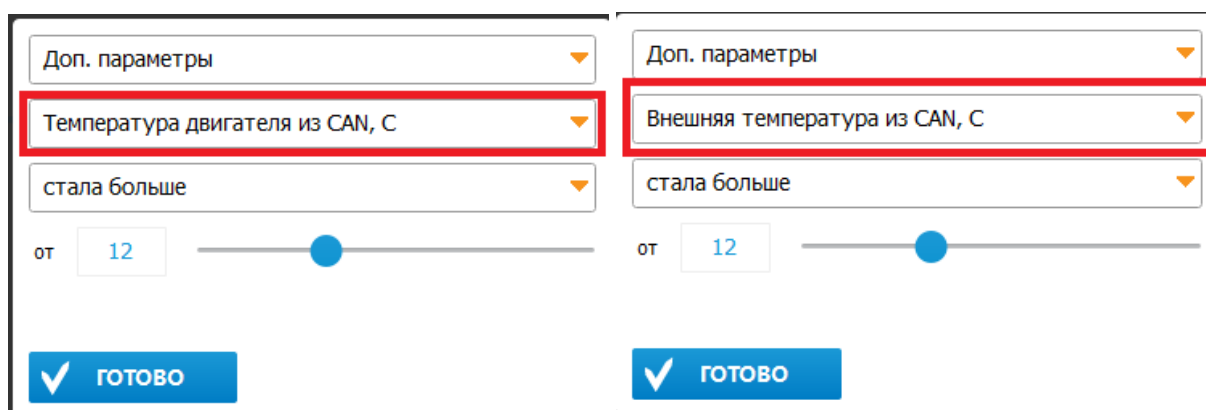 Доп. параметры
Температура двигателя из CAN, C
стала больше
от 12
ГОТОВО
Доп. параметры
Внешняя температура из CAN, C
стала больше
от 12
ГОТОВО